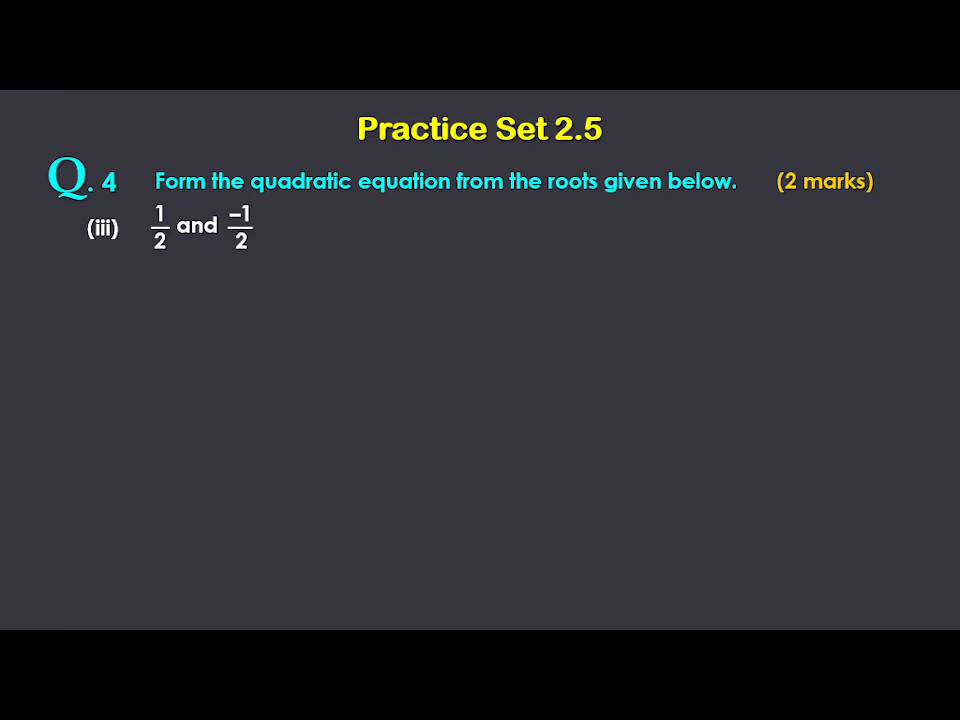 Practice Set 2.5
Q. 4 Form the quadratic equation from the roots given below. (2 marks)
(iii) 1/2 and –1/2